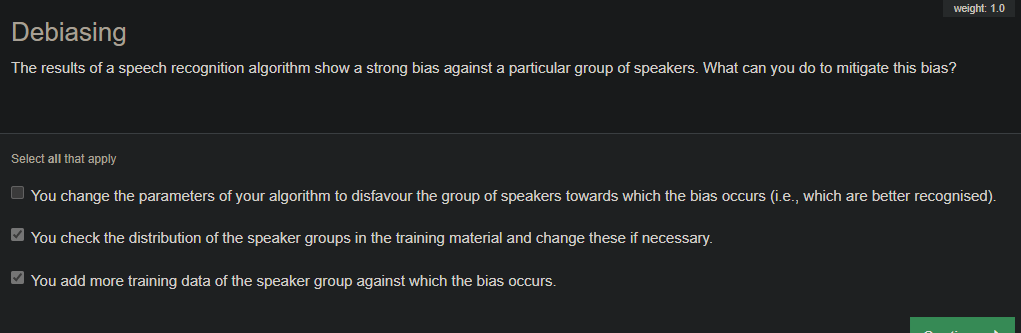 weight: 1.0
Debiasing
The results of a speech recognition algorithm show a strong bias against a particular group of speakers. What can you do to mitigate this bias?
Select all that apply
You change the parameters of your algorithm to disfavour the group of speakers towards which the bias occurs (i.e., which are better recognised).
You check the distribution of the speaker groups in the training material and change these if necessary.
You add more training data of the speaker group against which the bias occurs.